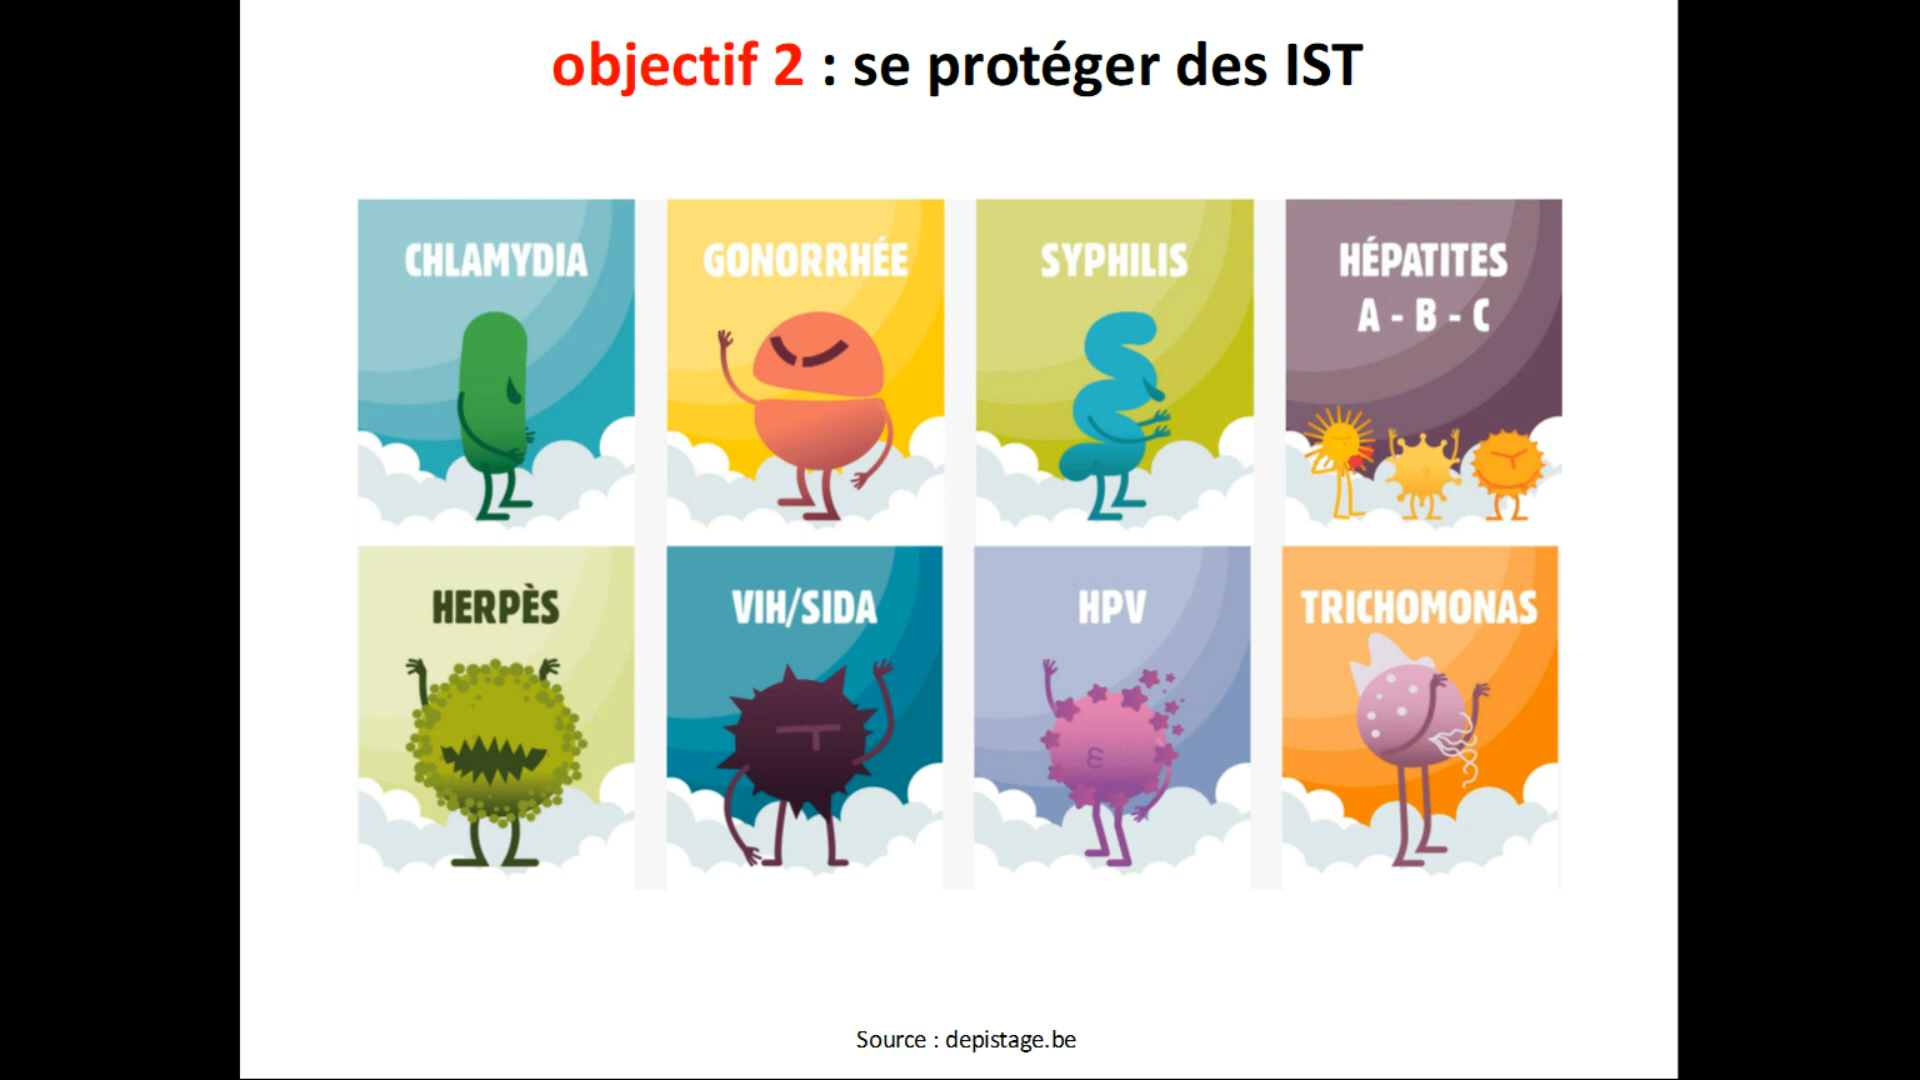 objectif 2 : se protéger des IST
CHLAMYDIA
GONORRHÉE
SYPHILIS
HÉPATITES
A - B - C
HERPÈS
VIH/SIDA
HPV
TRICHOMONAS
Source : depistage.be